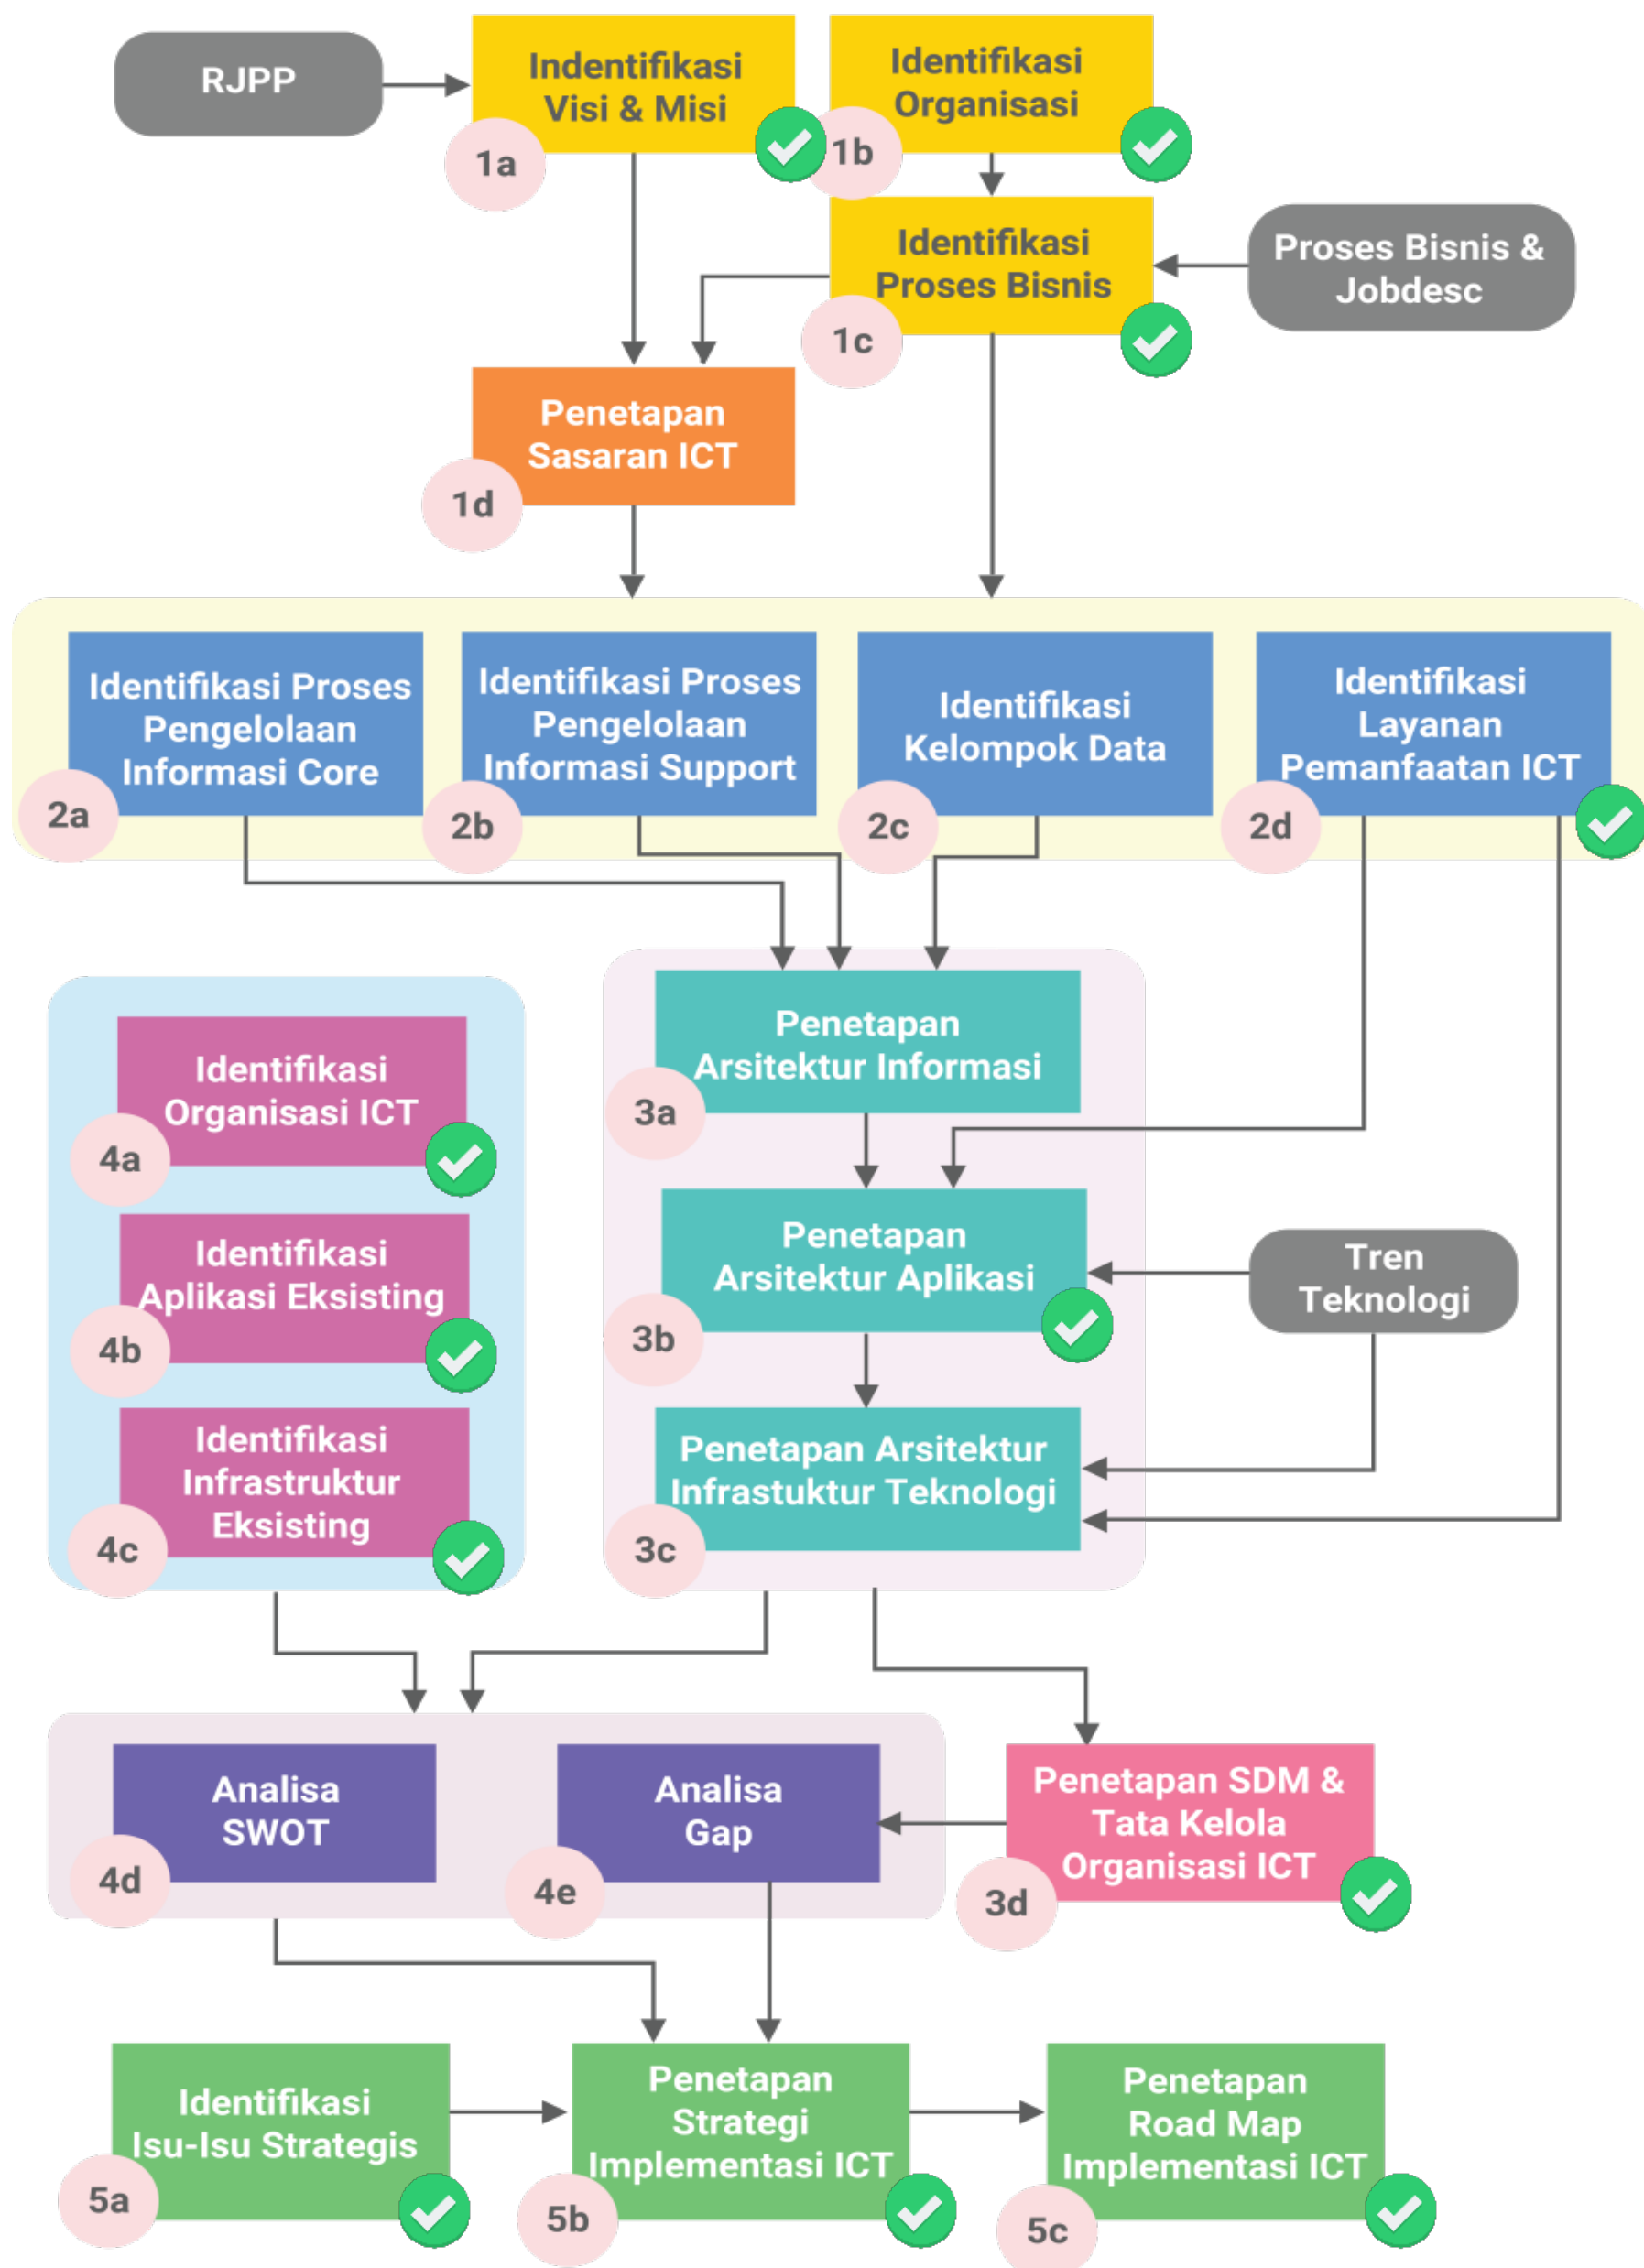 RJPP
Indentifikasi
Visi & Misi
1a
Identifikasi
Organisasi
1b
Identifikasi
Proses Bisnis
1c
Proses Bisnis &
Jobdesc
Penetapan
Sasaran ICT
1d
Identifikasi Proses
Pengelolaan
Informasi Core
2a
Identifikasi Proses
Pengelolaan
Informasi Support
2b
Identifikasi
Kelompok Data
2c
Identifikasi
Layanan
Pemanfaatan ICT
2d
Identifikasi
Organisasi ICT
4a
Identifikasi
Aplikasi Eksisting
4b
Identifikasi
Infrastruktur
Eksisting
4c
Penetapan
Arsitektur Informasi
3a
Penetapan
Arsitektur Aplikasi
3b
Tren
Teknologi
Penetapan Arsitektur
Infrastuktur Teknologi
3c
Analisa
SWOT
4d
Analisa
Gap
4e
Penetapan SDM &
Tata Kelola
Organisasi ICT
3d
Identifikasi
Isu-Isu Strategis
5a
Penetapan
Strategi
Implementasi ICT
5b
Penetapan
Road Map
Implementasi ICT
5c